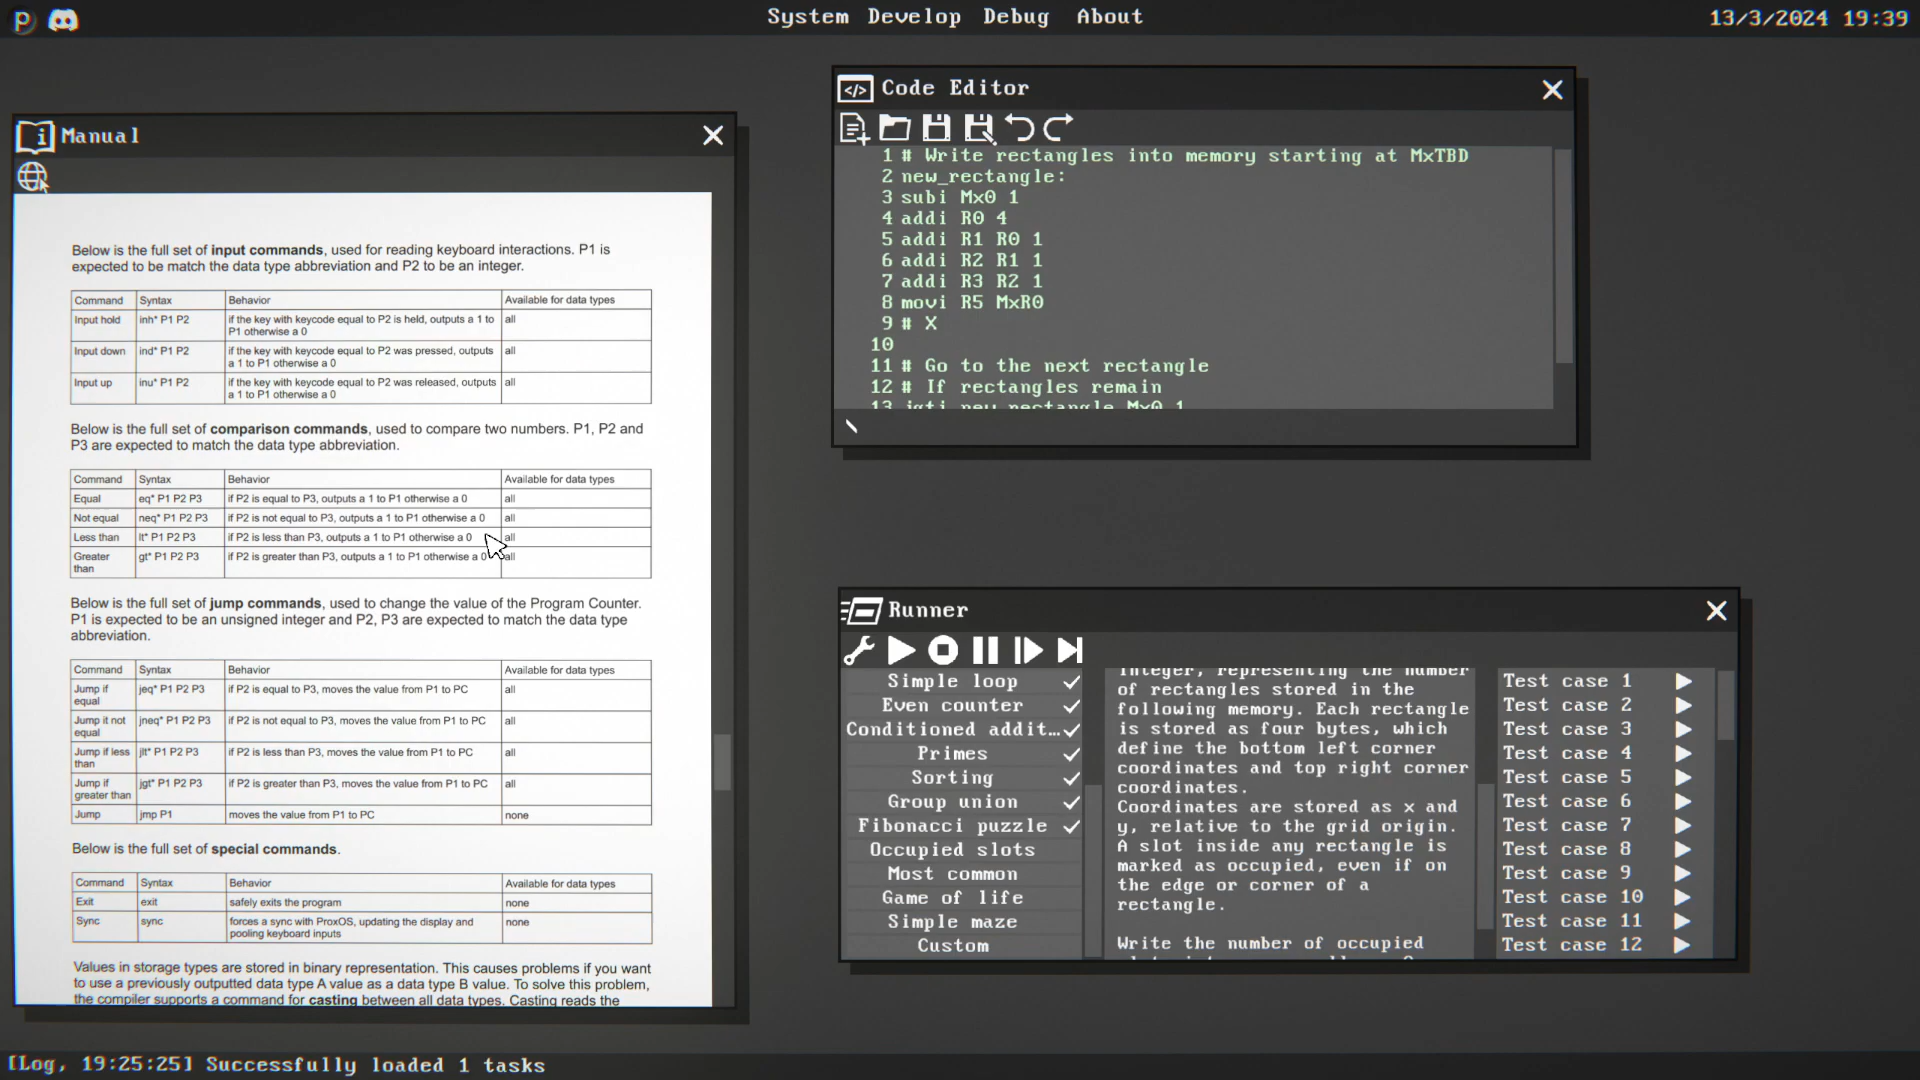 System Develop Debug About
13/3/2024 19:39
Manual
Below is the full set of input commands, used for reading keyboard interactions. P1 is
expected to be match the data type abbreviation and P2 to be an integer.
Command Syntax Behavior Available for data types
Input hold inh* P1 P2 if the key with keycode equal to P2 is held, outputs a 1 to
P1 otherwise a 0 all
Input down ind* P1 P2 if the key with keycode equal to P2 was pressed, outputs
a 1 to P1 otherwise a 0 all
Input up inu* P1 P2 if the key with keycode equal to P2 was released, outputs
a 1 to P1 otherwise a 0 all
Below is the full set of comparison commands, used to compare two numbers. P1, P2 and
P3 are expected to match the data type abbreviation.
Command Syntax Behavior Available for data types
Equal eq* P1 P2 P3 if P2 is equal to P3, outputs a 1 to P1 otherwise a 0 all
Not equal neq* P1 P2 P3 if P2 is not equal to P3, outputs a 1 to P1 otherwise a 0 all
Less than lt* P1 P2 P3 if P2 is less than P3, outputs a 1 to P1 otherwise a 0 all
Greater
than gt* P1 P2 P3 if P2 is greater than P3, outputs a 1 to P1 otherwise a 0 all
Below is the full set of jump commands, used to change the value of the Program Counter.
P1 is expected to be an unsigned integer and P2, P3 are expected to match the data type
abbreviation.
Command Syntax Behavior Available for data types
Jump if
equal jeq* P1 P2 P3 if P2 is equal to P3, moves the value from P1 to PC all
Jump it not
equal jneq* P1 P2 P3 if P2 is not equal to P3, moves the value from P1 to PC all
Jump if less
than jlt* P1 P2 P3 if P2 is less than P3, moves the value from P1 to PC all
Jump if
greater than jgt* P1 P2 P3 if P2 is greater than P3, moves the value from P1 to PC all
Jump jmp P1 moves the value from P1 to PC none
Below is the full set of special commands.
Command Syntax Behavior Available for data types
Exit exit safely exits the program none
Sync sync forces a sync with ProxOS, updating the display and
pooling keyboard inputs none
Values in storage types are stored in binary representation. This causes problems if you want
to use a previously outputted data type A value as a data type B value. To solve this problem,
the compiler supports a command for casting between all data types. Casting reads the
Code Editor
1 # Write rectangles into memory starting at MxTBD
2 new_rectangle:
3 subi Mx0 1
4 addi R0 4
5 addi R1 R0 1
6 addi R2 R1 1
7 addi R3 R2 1
8 movi R5 MxR0
9 # X
10
11 # Go to the next rectangle
12 # If rectangles remain
13 jgti new_rectangle Mx0 1
Runner
Simple loop
Even counter
Conditioned addit...
Primes
Sorting
Group union
Fibonacci puzzle
Occupied slots
Most common
Game of life
Simple maze
Custom
integer, representing the number
of rectangles stored in the
following memory. Each rectangle
is stored as four bytes, which
define the bottom left corner
coordinates and top right corner
coordinates.
Coordinates are stored as x and
y, relative to the grid origin.
A slot inside any rectangle is
marked as occupied, even if on
the edge or corner of a
rectangle.
Write the number of occupied
Test case 1
Test case 2
Test case 3
Test case 4
Test case 5
Test case 6
Test case 7
Test case 8
Test case 9
Test case 10
Test case 11
Test case 12
[Log, 19:25:25] Successfully loaded 1 tasks